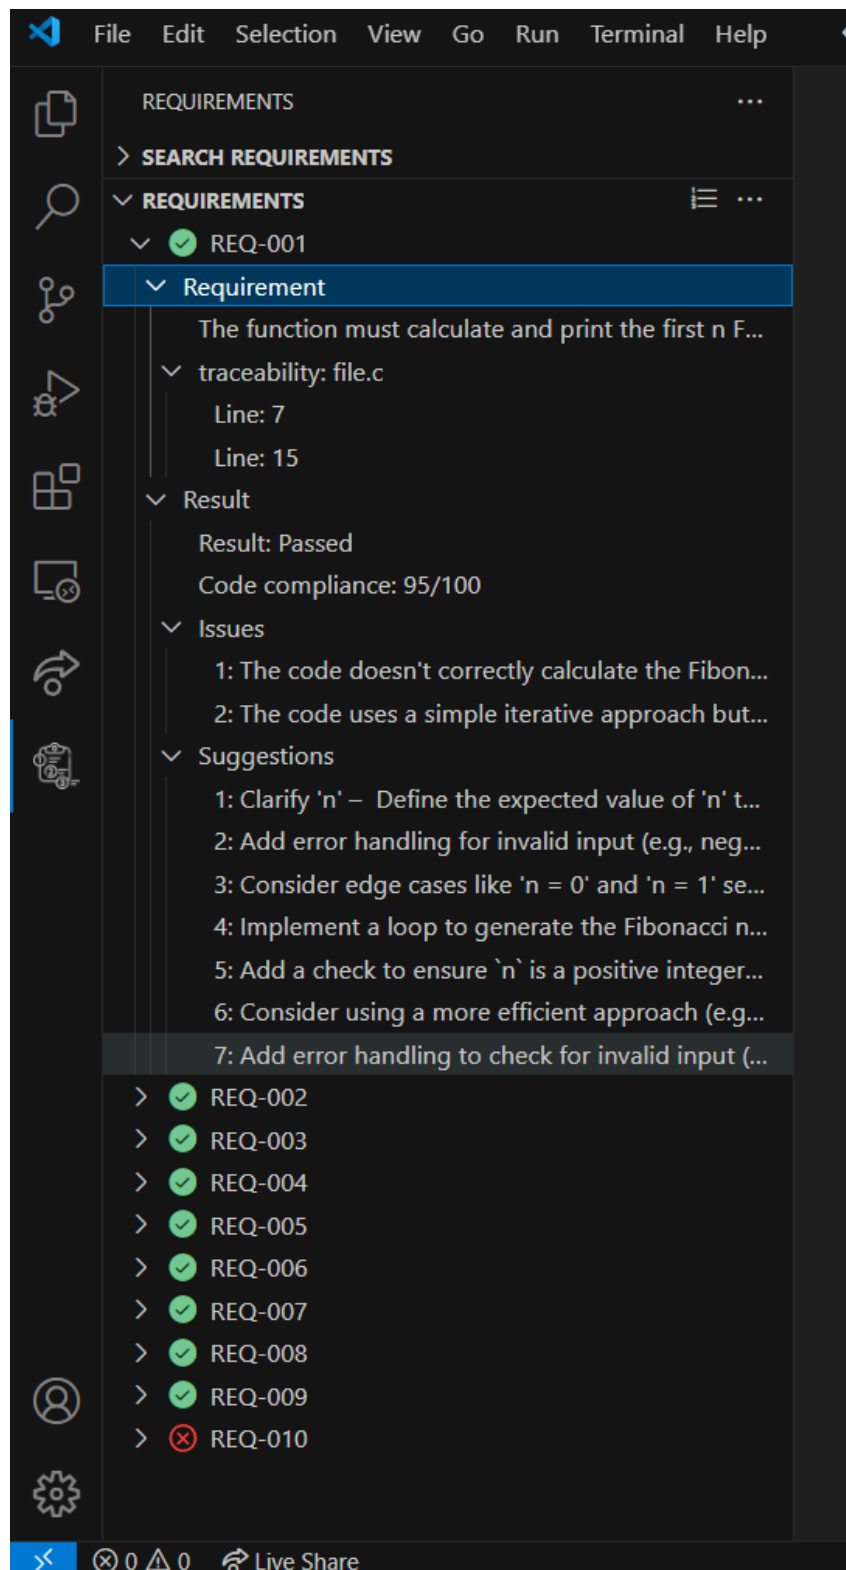 File Edit Selection View Go Run Terminal Help
REQUIREMENTS
SEARCH REQUIREMENTS
REQUIREMENTS
REQ-001
Requirement
The function must calculate and print the first n F...
traceability: file.c
Line: 7
Line: 15
Result
Result: Passed
Code compliance: 95/100
Issues
1: The code doesn't correctly calculate the Fibon...
2: The code uses a simple iterative approach but...
Suggestions
1: Clarify 'n' – Define the expected value of 'n' t...
2: Add error handling for invalid input (e.g., neg...
3: Consider edge cases like 'n = 0' and 'n = 1' se...
4: Implement a loop to generate the Fibonacci n...
5: Add a check to ensure `n` is a positive integer...
6: Consider using a more efficient approach (e.g...
7: Add error handling to check for invalid input (...
REQ-002
REQ-003
REQ-004
REQ-005
REQ-006
REQ-007
REQ-008
REQ-009
REQ-010
0 0 Live Share